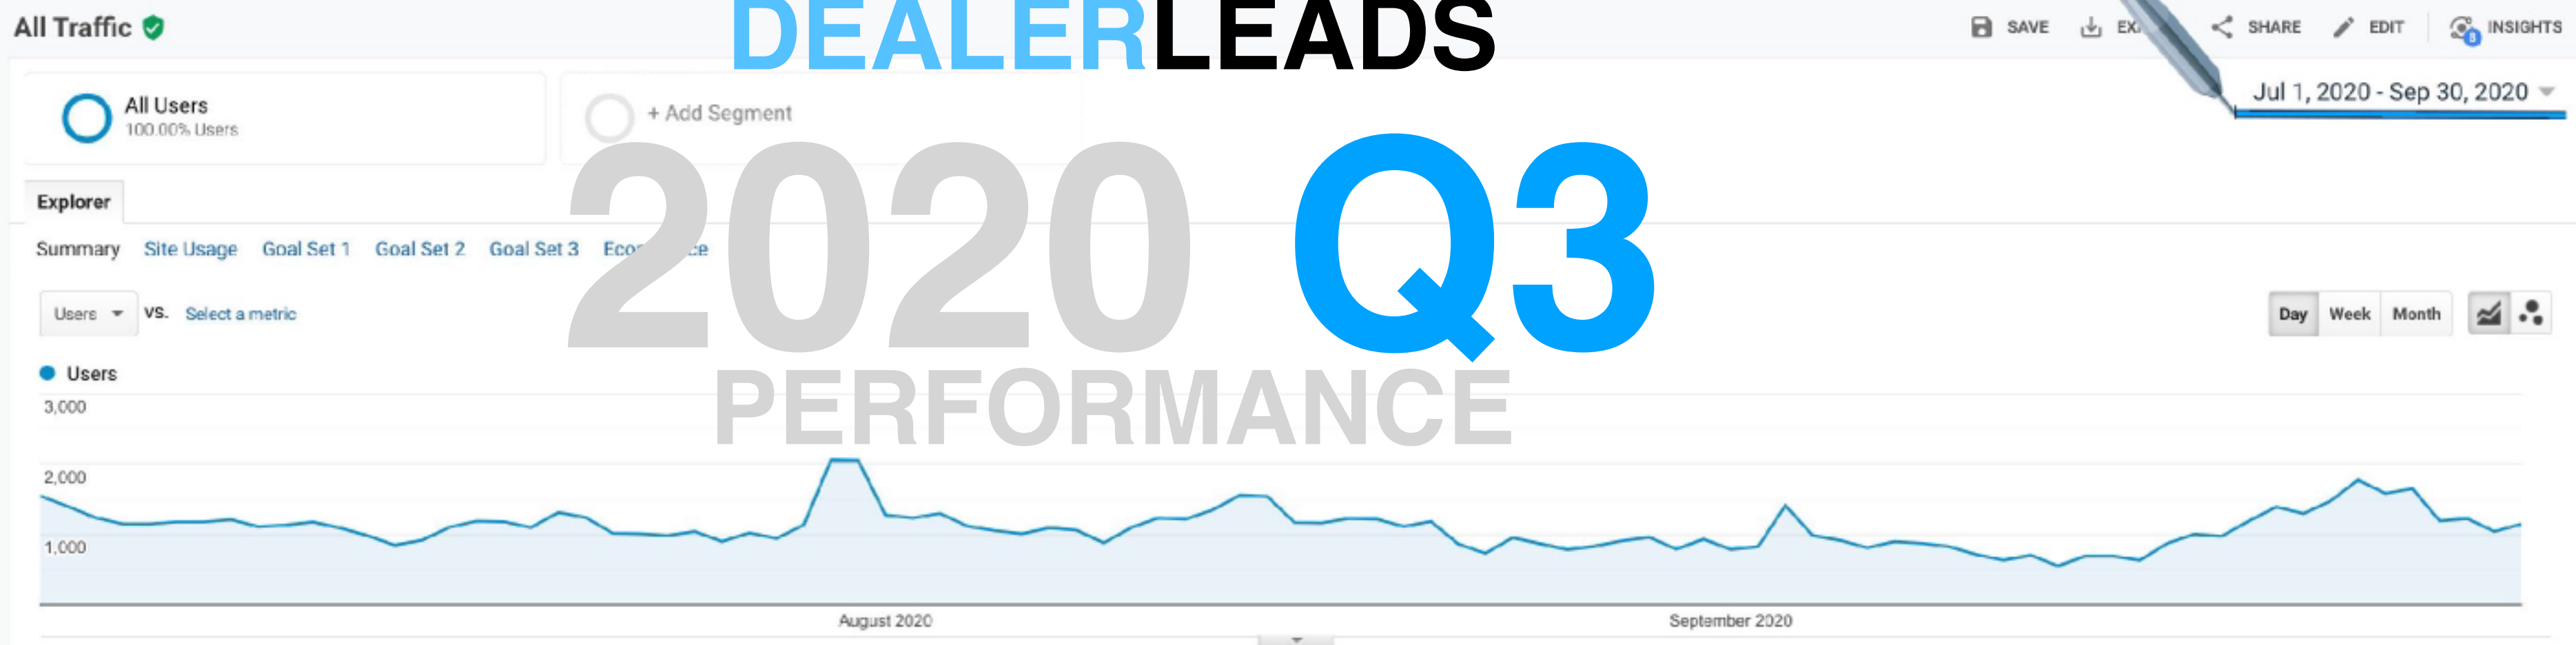 DEALERLEADS
All Traffic
SAVE
SHARE
EDIT
INSIGHTS
8
All Users
100.00% Users
+ Add Segment
Jul 1, 2020 - Sep 30, 2020
2020 Q3
PERFORMANCE
Explorer
Summary Site Usage Goal Set 1 Goal Set 2 Goal Set 3
Users VS. Select a metric
Day Week Month
Users
3,000
2,000
1,000
August 2020 September 2020